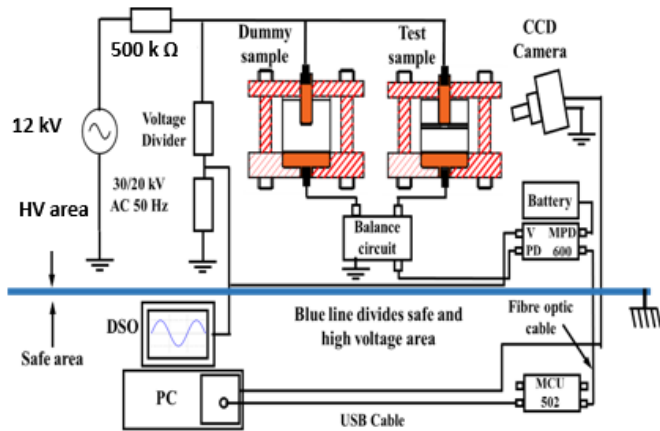 500 k Ω
Dummy
sample
Test
sample
CCD
Camera
12 kV
Voltage
Divider
30/20 kV
AC 50 Hz
HV area
Balance
circuit
Battery
V MPD
PD 600
Blue line divides safe and
high voltage area
Fibre optic
cable
Safe area
DSO
PC
USB Cable
MCU
502